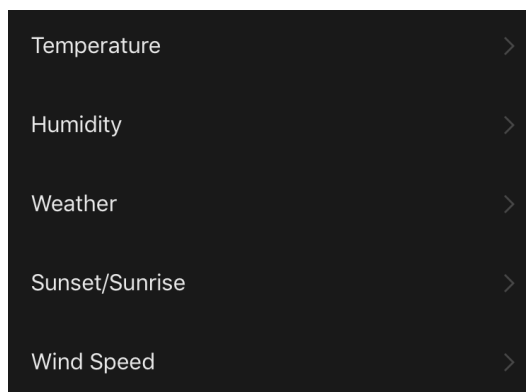 Temperature
Humidity
Weather
Sunset/Sunrise
Wind Speed